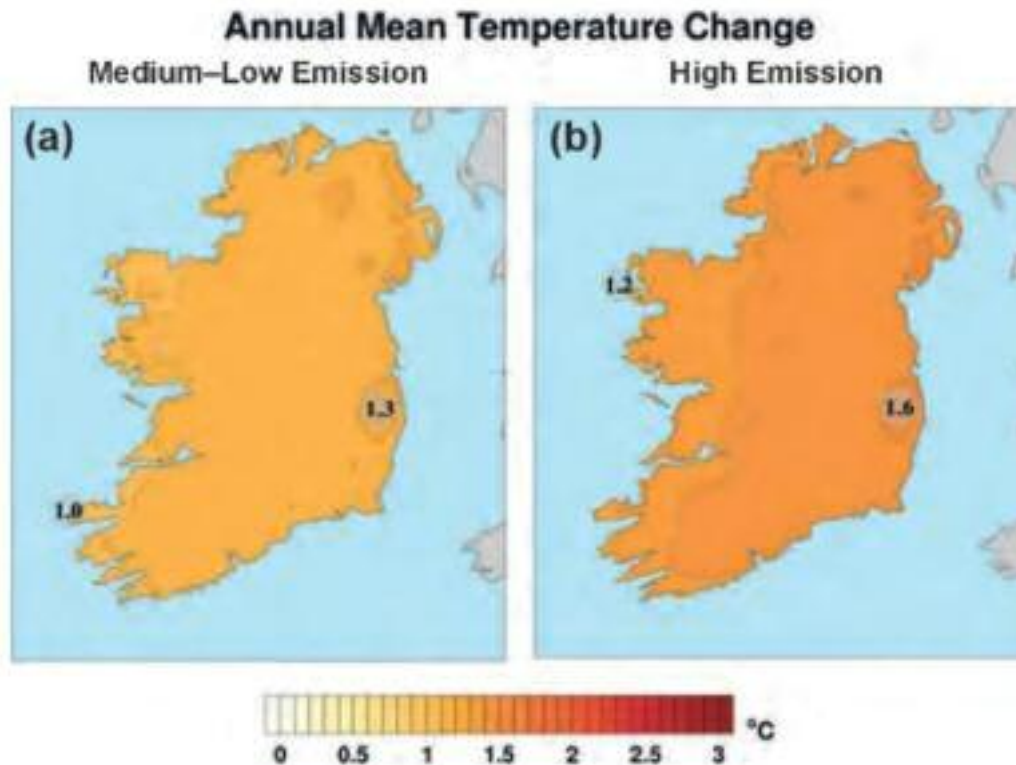 Annual Mean Temperature Change
Medium–Low Emission
High Emission
(a)
(b)
1.3
1.0
1.2
1.6
0 0.5 1 1.5 2 2.5 3 °C